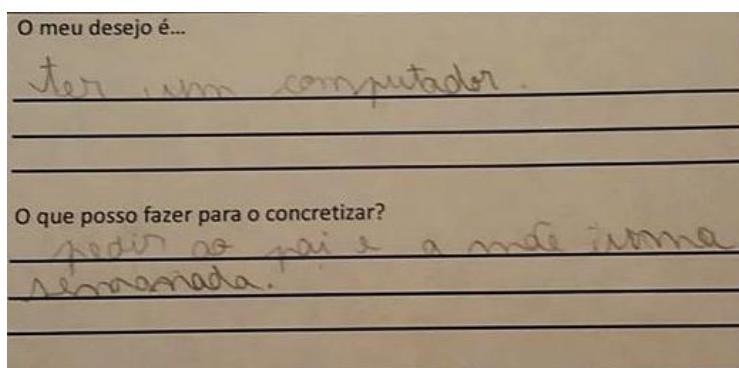 O meu desejo é...
ter um computador.
O que posso fazer para o concretizar?
pedir ao pai e a mãe
semanada.